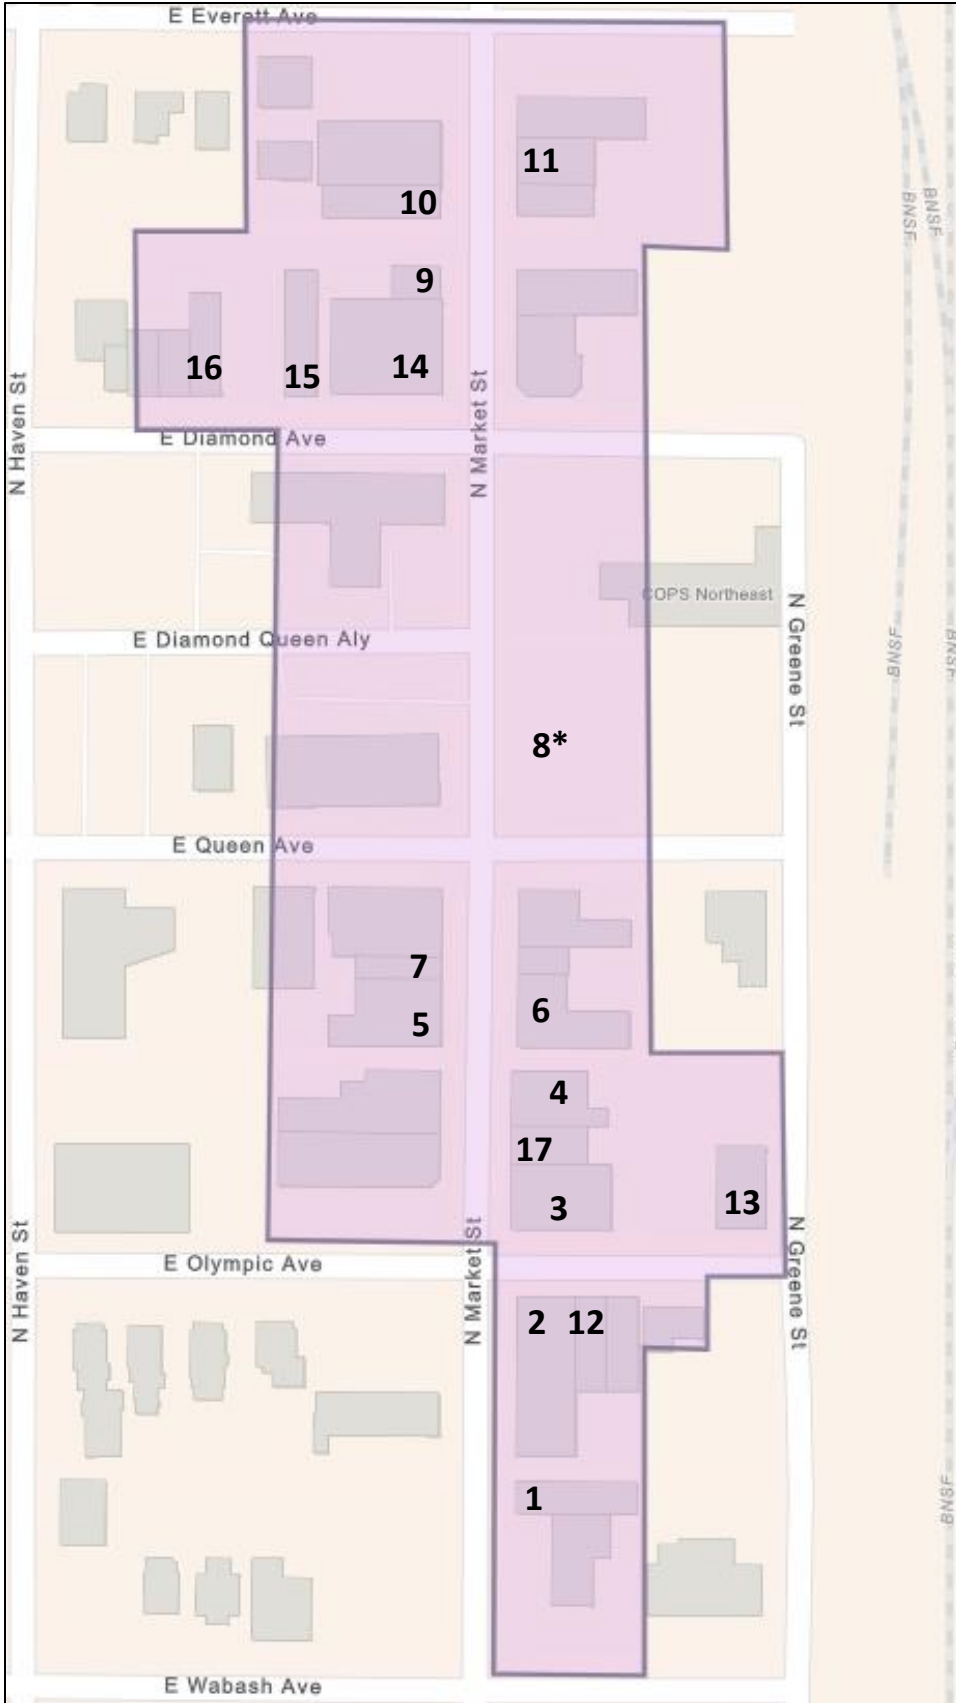 E Everett Ave
11
10
BNSF
BNSF
9
16
15
14
N Haven St
N Market St
E Diamond Ave
COPS Northeast
N Greene St
E Diamond Queen Aly
BNSF
BNSF
8*
E Queen Ave
7
5
6
4
17
3
13
N Haven St
N Market St
N Greene St
E Olympic Ave
2
12
1
BNSF
E Wabash Ave